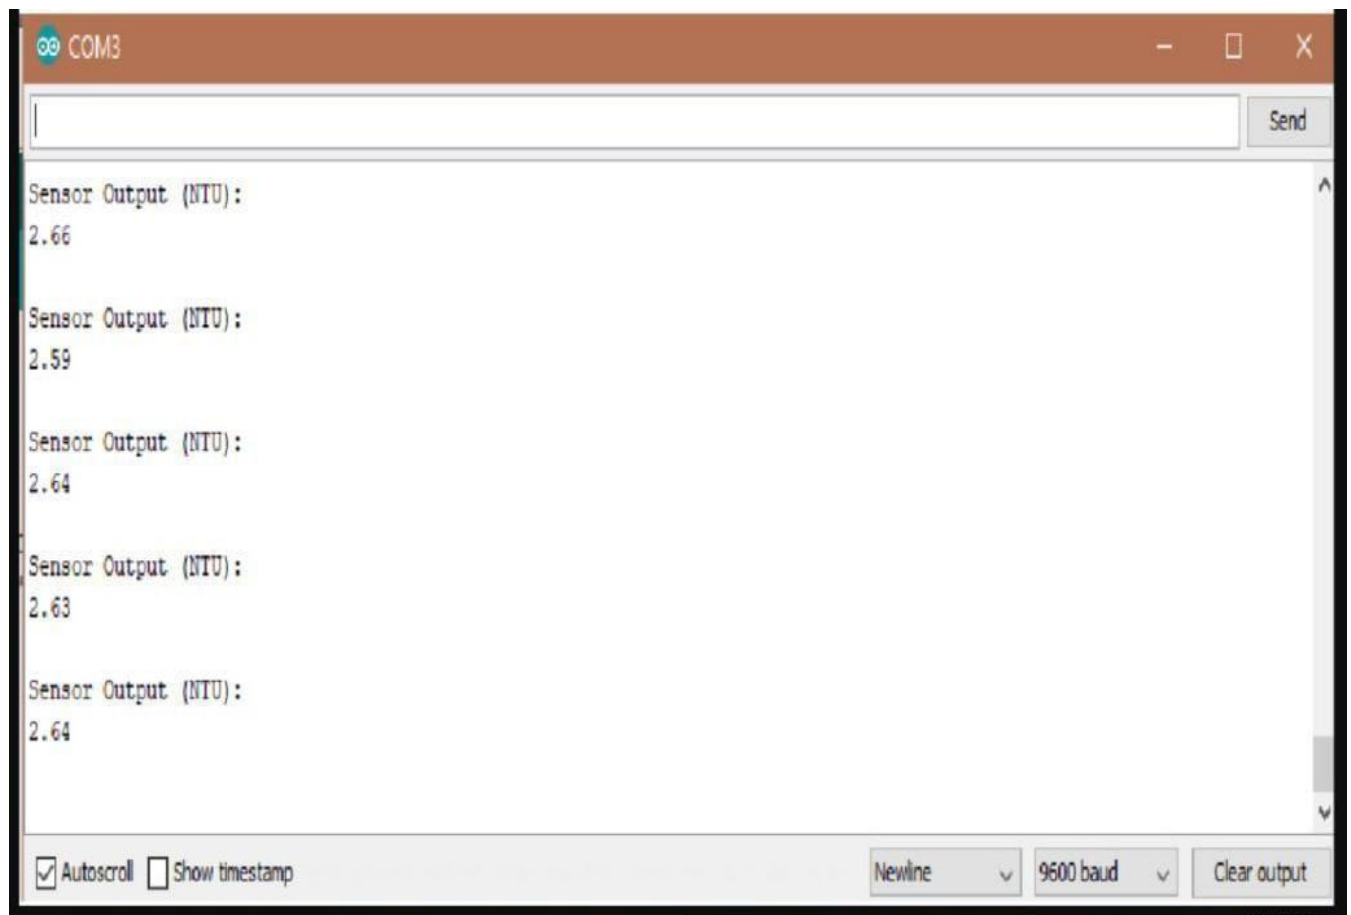 COM3
Send
Sensor Output (NTU):
2.66
Sensor Output (NTU):
2.59
Sensor Output (NTU):
2.64
Sensor Output (NTU):
2.63
Sensor Output (NTU):
2.64
Autoscroll Show timestamp Newline 9600 baud Clear output